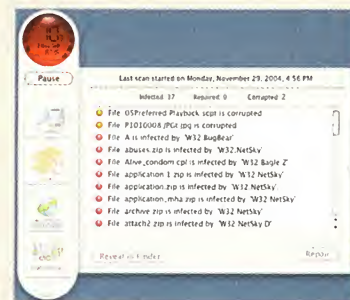 Pause
Last scan started on Monday, November 29, 2004, 4:56 PM
Infected: 37 Repaired: 0 Corrupted: 2
File 05Preferred Playback.scpt is corrupted
File P1010008.JPGt.jpg is corrupted
File A is infected by 'W32.BugBear'
File abuses.zip is infected by 'W32.NetSky'
File Alive_condom.cpl is infected by 'W32.Bagle.Z'
File application 1.zip is infected by 'W32.NetSky'
File application.zip is infected by 'W32.NetSky'
File application_mha.zip is infected by 'W32.NetSky'
File archive.zip is infected by 'W32.NetSky'
File attach2.zip is infected by 'W32.NetSky.D'
Reveal in Finder
Repair